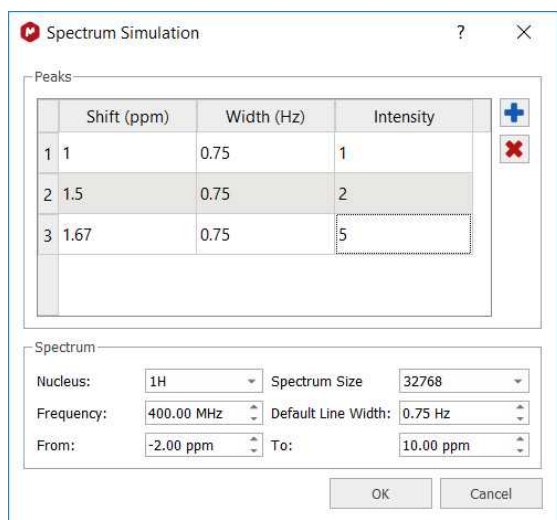 Spectrum Simulation ?
Peaks
Shift (ppm) Width (Hz) Intensity
1 1 0.75 1
2 1.5 0.75 2
3 1.67 0.75 5
Spectrum
Nucleus: 1H Spectrum Size 32768
Frequency: 400.00 MHz Default Line Width: 0.75 Hz
From: -2.00 ppm To: 10.00 ppm
OK Cancel